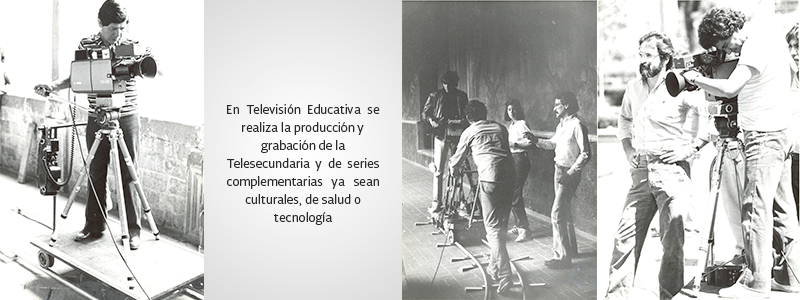 En Televisión Educativa se
realiza la producción y
grabación de la
Telesecundaria y de series
complementarias ya sean
culturales, de salud o
tecnología